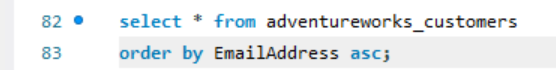 82 select * from adventureworks_customers
83 order by EmailAddress asc;